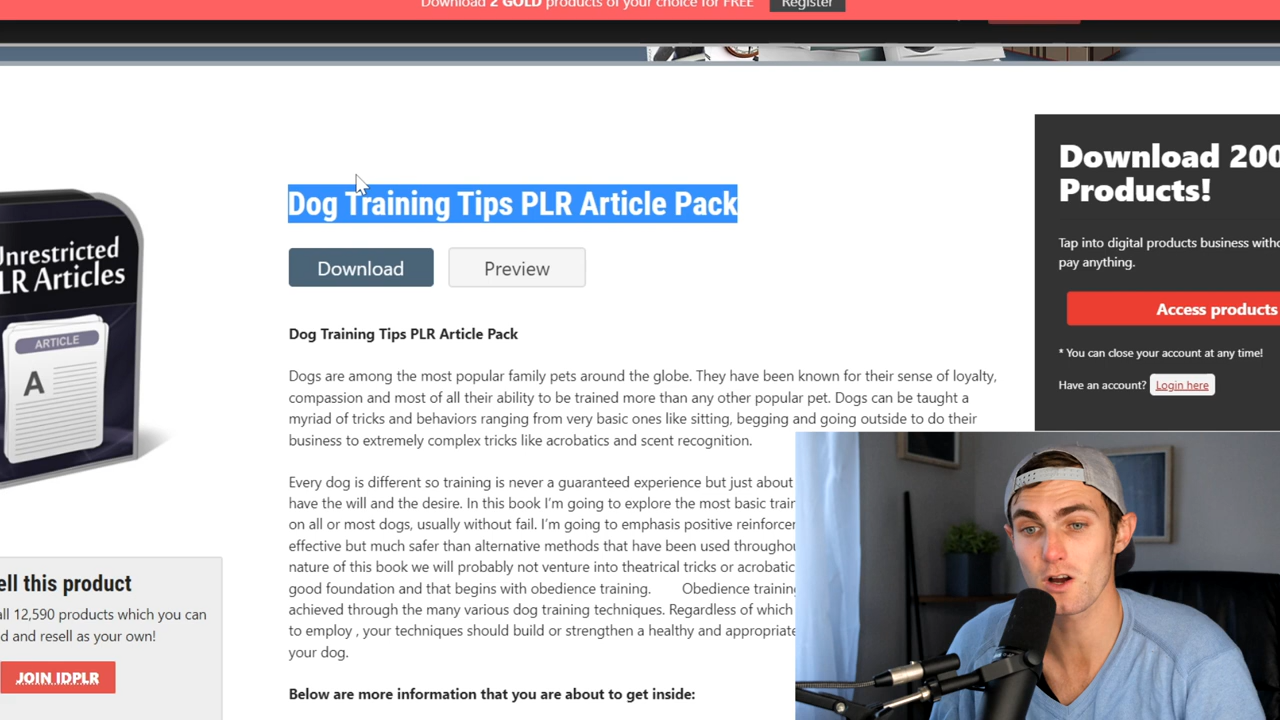 Download 2 GOLD products of your choice for FREE
Register
Unrestricted
PLR Articles
ARTICLE
A
Dog Training Tips PLR Article Pack
Download
Preview
Dog Training Tips PLR Article Pack
Dogs are among the most popular family pets around the globe. They have been known for their sense of loyalty,
compassion and most of all their ability to be trained more than any other popular pet. Dogs can be taught a
myriad of tricks and behaviors ranging from very basic ones like sitting, begging and going outside to do their
business to extremely complex tricks like acrobatics and scent recognition.
Every dog is different so training is never a guaranteed experience but just about
have the will and the desire. In this book I'm going to explore the most basic
on all or most dogs, usually without fail. I'm going to emphasis positive
effective but much safer than alternative methods that have been used
nature of this book we will probably not venture into theatrical tricks or
good foundation and that begins with obedience training. Obedience
achieved through the many various dog training techniques. Regardless of which
to employ , your techniques should build or strengthen a healthy and appropriate
your dog.
Below are more information that you are about to get inside:
Download 200
Products!
Tap into digital products business
pay anything.
Access products
* You can close your account at any time!
Have an account? Login here
ell this product
all 12,590 products which you can
d and resell as your own!
JOIN IDPLR